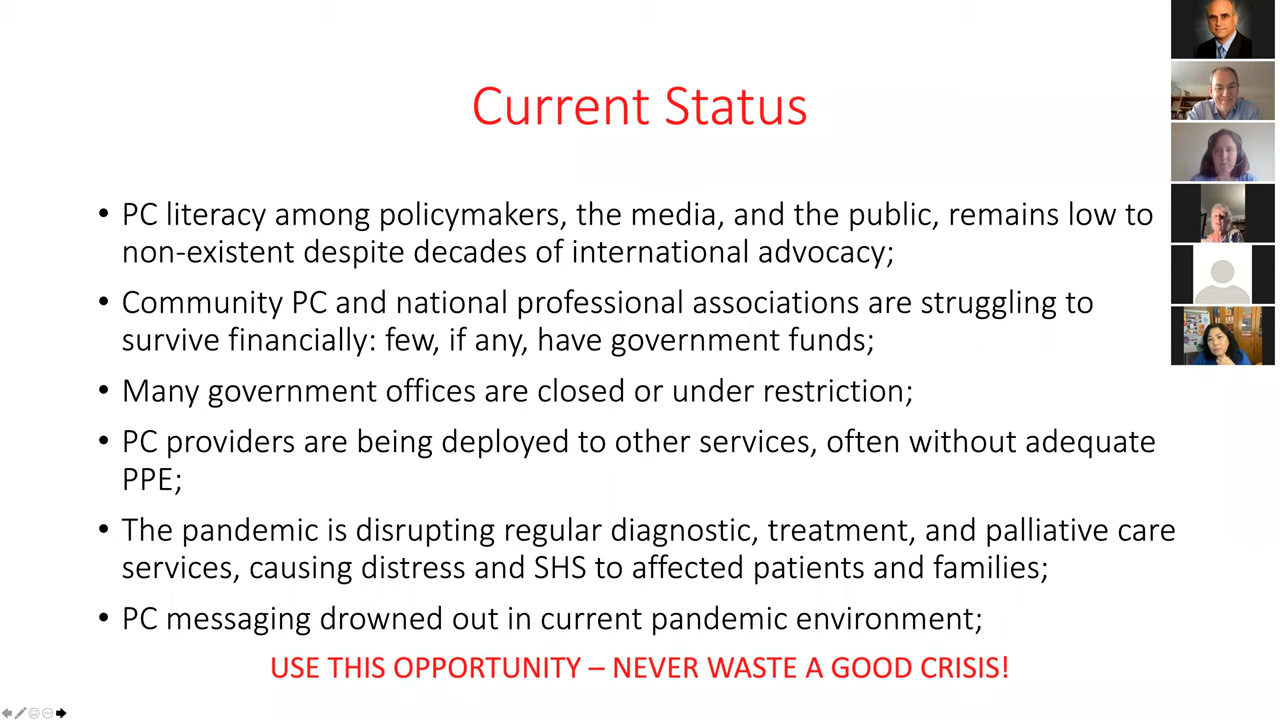 Current Status
• PC literacy among policymakers, the media, and the public, remains low to
non-existent despite decades of international advocacy;
• Community PC and national professional associations are struggling to
survive financially: few, if any, have government funds;
• Many government offices are closed or under restriction;
• PC providers are being deployed to other services, often without adequate
PPE;
• The pandemic is disrupting regular diagnostic, treatment, and palliative care
services, causing distress and SHS to affected patients and families;
• PC messaging drowned out in current pandemic environment;
USE THIS OPPORTUNITY – NEVER WASTE A GOOD CRISIS!